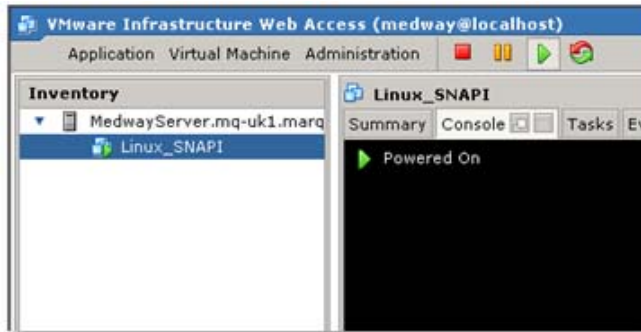 VMware Infrastructure Web Access (medway@localhost)
Application Virtual Machine Administration
Inventory
MedwayServer.mq-uk1.marq
Linux_SNAPI
Linux_SNAPI
Summary Console Tasks Ev
Powered On